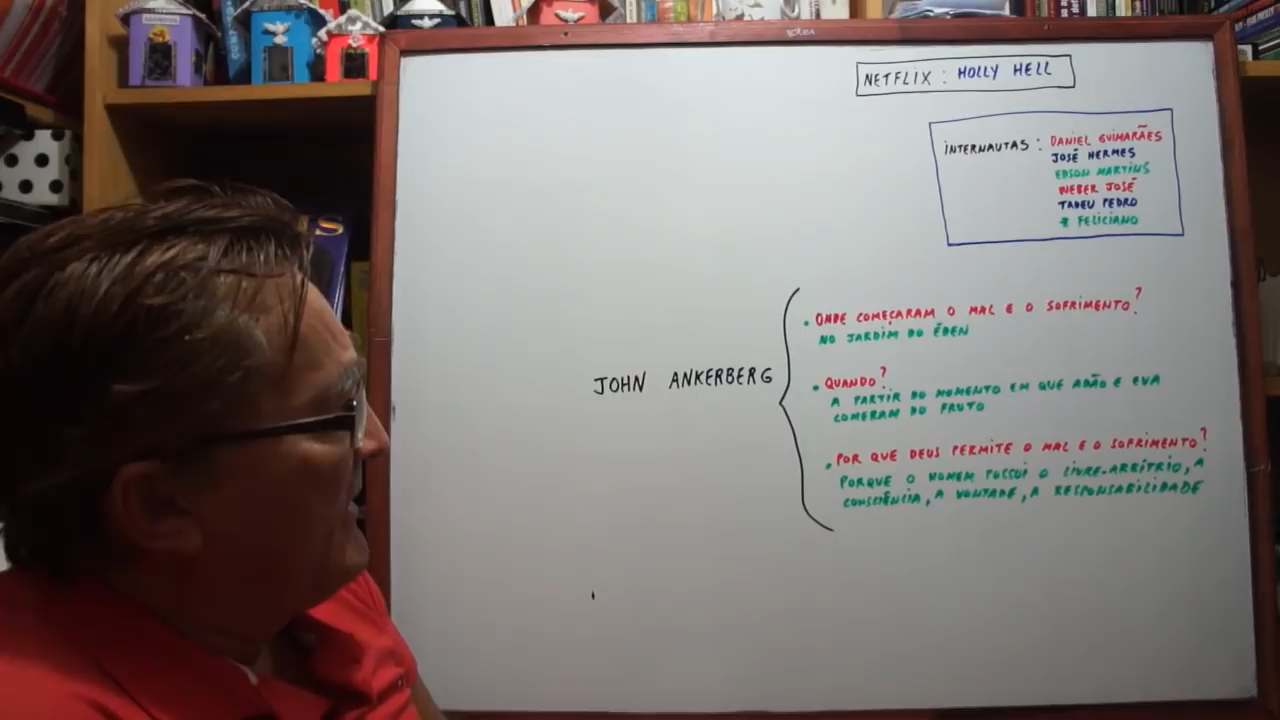 NETFLIX: HOLLY HELL
INTERNAUTAS: DANIEL GUIMARÃES
JOSÉ HERMES
EDSON MARTINS
WEBER JOSÉ
TADEU PEDRO
FELICIANO
JOHN ANKERBERG
. ONDE COMEÇARAM O MAL E O SOFRIMENTO?
NO JARDIM DO ÉDEN
. QUANDO?
A PARTIR DO MOMENTO EM QUE ADÃO E EVA
COMERAM DO FRUTO
. POR QUE DEUS PERMITE O MAL E O SOFRIMENTO?
PORQUE O HOMEM POSSUI O LIVRE-ARBÍTRIO, A
CONSCIÊNCIA, A VONTADE, A RESPONSABILIDADE